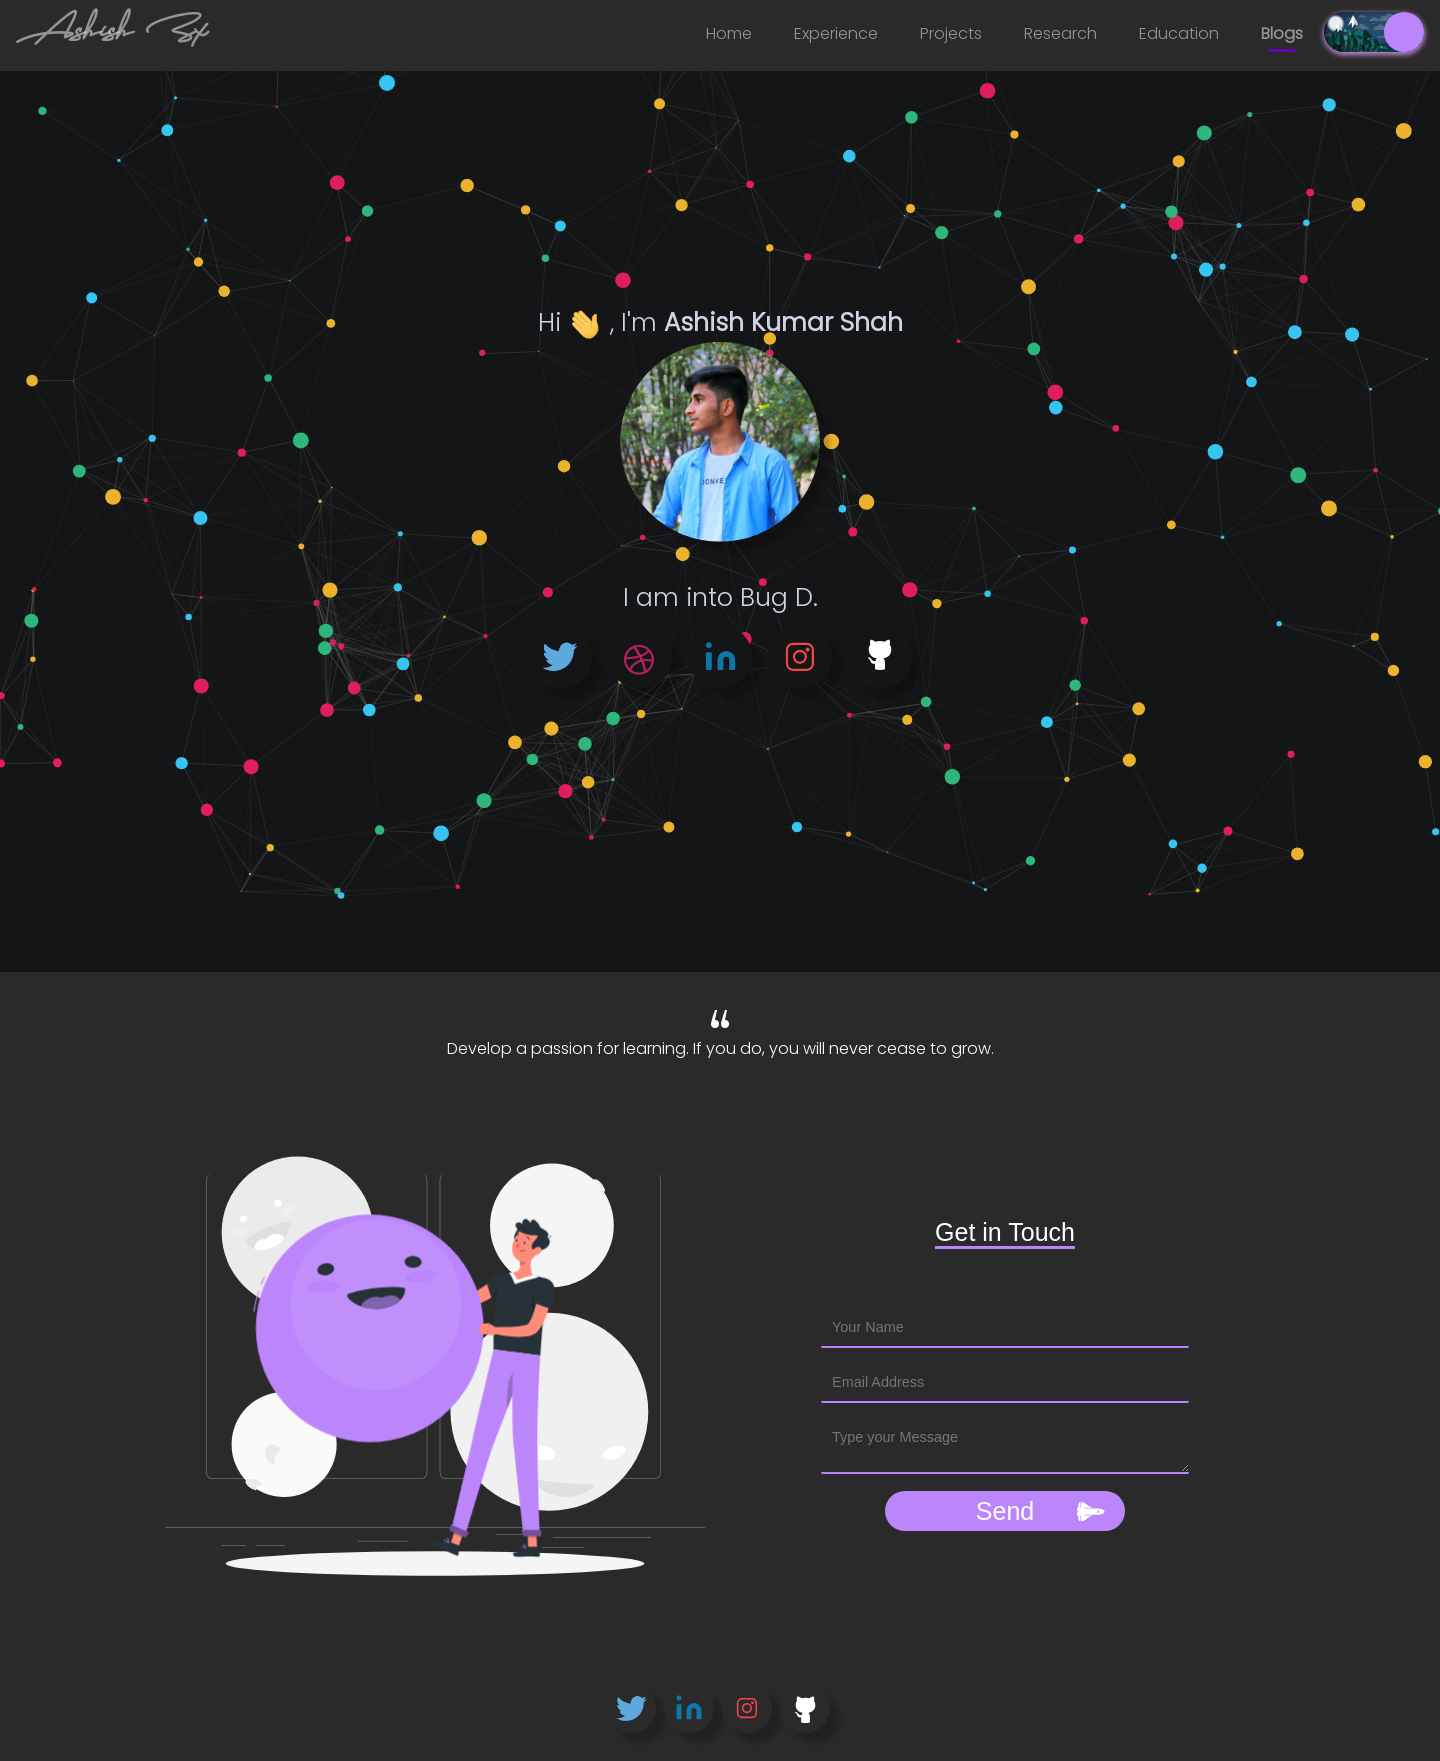 Ashish
Home Experience Projects Research Education Blogs
Hi 👋 , I'm Ashish Kumar Shah
I am into Bug D.
“
Develop a passion for learning. If you do, you will never cease to grow.
Get in Touch
Your Name
Email Address
Type your Message
Send